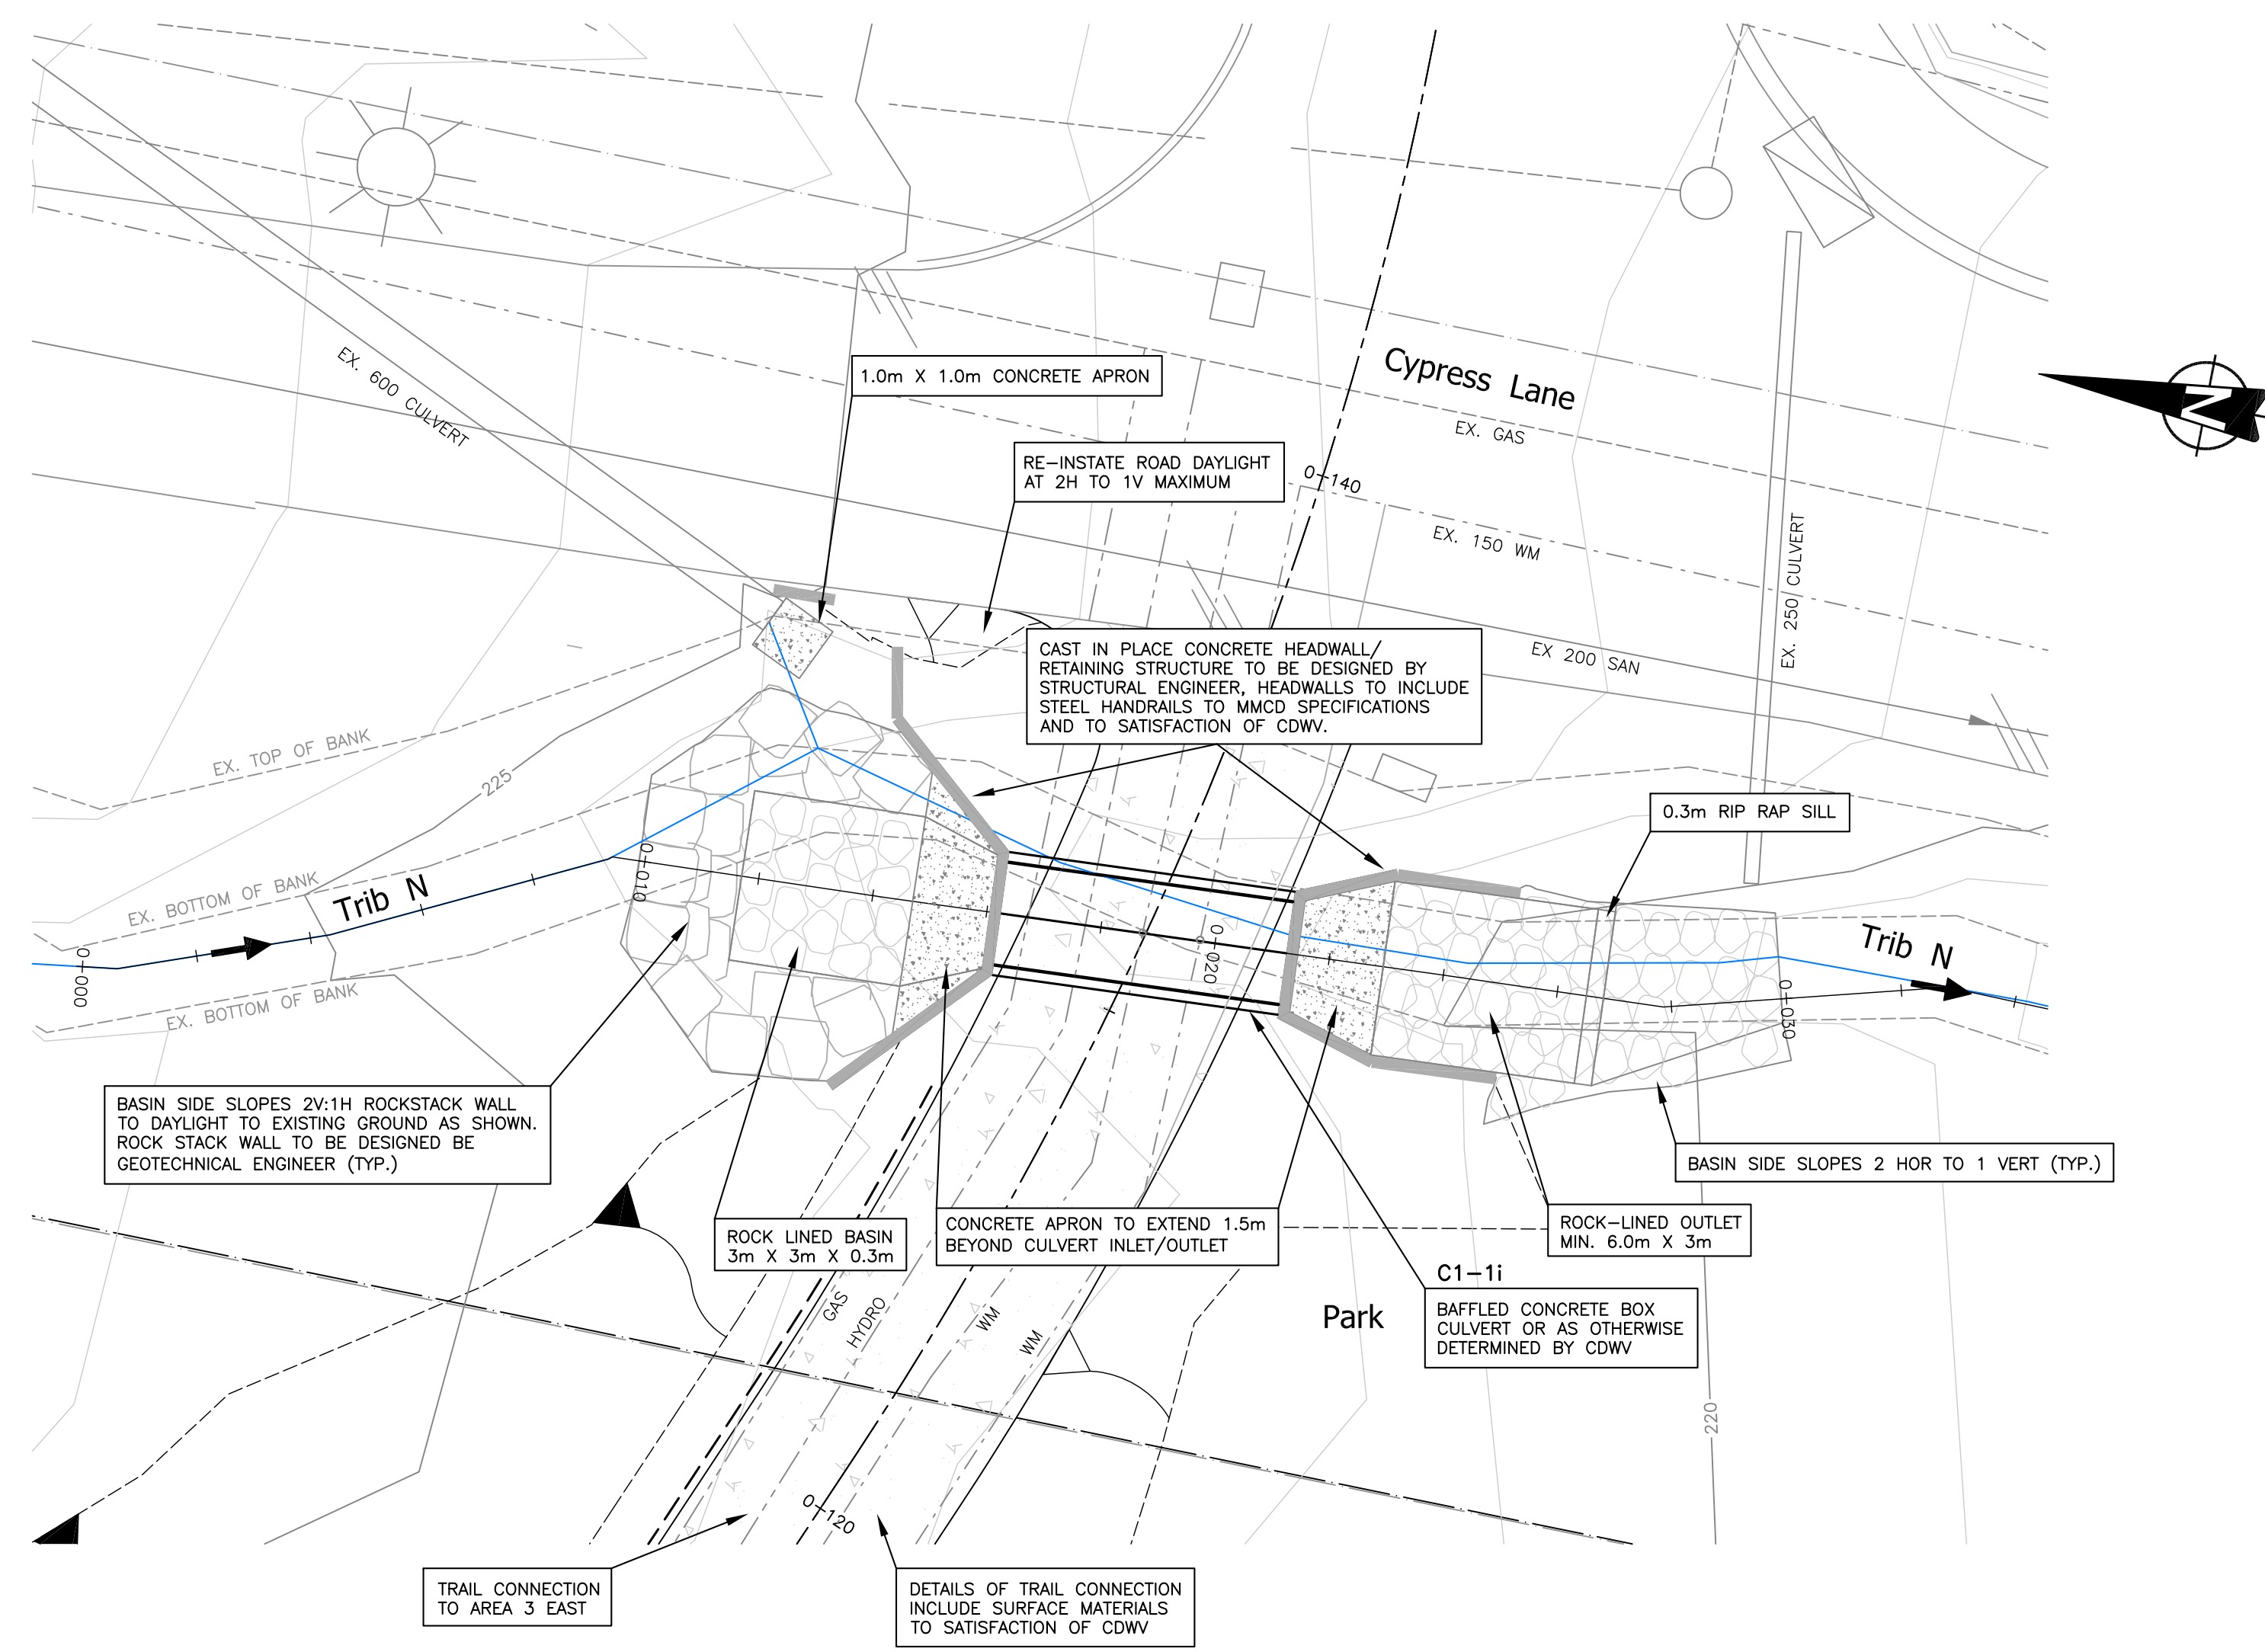 EX. 600 CULVERT
1.0m X 1.0m CONCRETE APRON
Cypress Lane
EX. GAS
N
RE-INSTATE ROAD DAYLIGHT
AT 2H TO 1V MAXIMUM
0-140
EX. 150 WM
EX. 250 CULVERT
EX 200 SAN
CAST IN PLACE CONCRETE HEADWALL/
RETAINING STRUCTURE TO BE DESIGNED BY
STRUCTURAL ENGINEER, HEADWALLS TO INCLUDE
STEEL HANDRAILS TO MMCD SPECIFICATIONS
AND TO SATISFACTION OF CDWV.
EX. TOP OF BANK
225
0.3m RIP RAP SILL
EX. BOTTOM OF BANK
Trib N
0-010
0-020
Trib N
0-000
EX. BOTTOM OF BANK
0-030
BASIN SIDE SLOPES 2V:1H ROCKSTACK WALL
TO DAYLIGHT TO EXISTING GROUND AS SHOWN.
ROCK STACK WALL TO BE DESIGNED BE
GEOTECHNICAL ENGINEER (TYP.)
BASIN SIDE SLOPES 2 HOR TO 1 VERT (TYP.)
ROCK LINED BASIN
3m X 3m X 0.3m
CONCRETE APRON TO EXTEND 1.5m
BEYOND CULVERT INLET/OUTLET
ROCK-LINED OUTLET
MIN. 6.0m X 3m
C1-1i
BAFFLED CONCRETE BOX
CULVERT OR AS OTHERWISE
DETERMINED BY CDWV
Park
GAS
HYDRO
WM
WM
220
0-120
TRAIL CONNECTION
TO AREA 3 EAST
DETAILS OF TRAIL CONNECTION
INCLUDE SURFACE MATERIALS
TO SATISFACTION OF CDWV